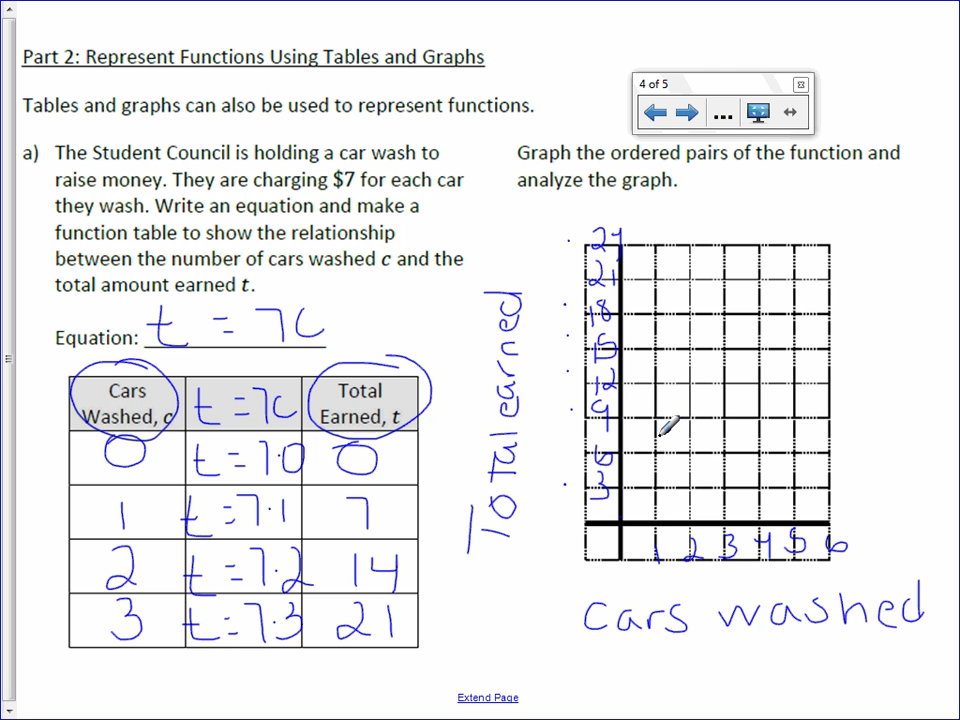 Part 2: Represent Functions Using Tables and Graphs
4 of 5
Tables and graphs can also be used to represent functions.
...
a) The Student Council is holding a car wash to
raise money. They are charging $7 for each car
they wash. Write an equation and make a
function table to show the relationship
between the number of cars washed c and the
total amount earned t.
Equation: t = 7c
Cars Washed, c
t = 7c
Total Earned, t
0 t = 7·0 0
1 t = 7·1 7
2 t = 7·2 14
3 t = 7·3 21
Graph the ordered pairs of the function and
analyze the graph.
Total earned
24
21
18
15
12
9
6
3
1 2 3 4 5 6
cars washed
Extend Page